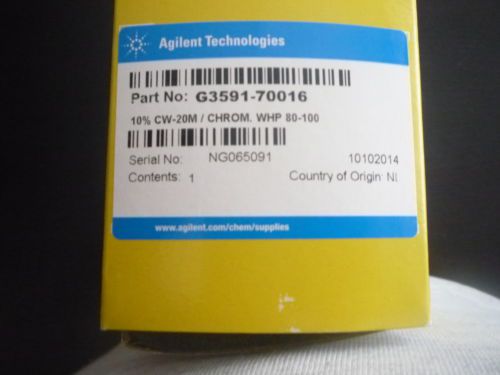 Agilent Technologies
Part No: G3591-70016
10% CW-20M / CHROM. WHP 80-100
Serial No: NG065091 10102014
Contents: 1 Country of Origin NL
www.agilent.com/chem/supplies